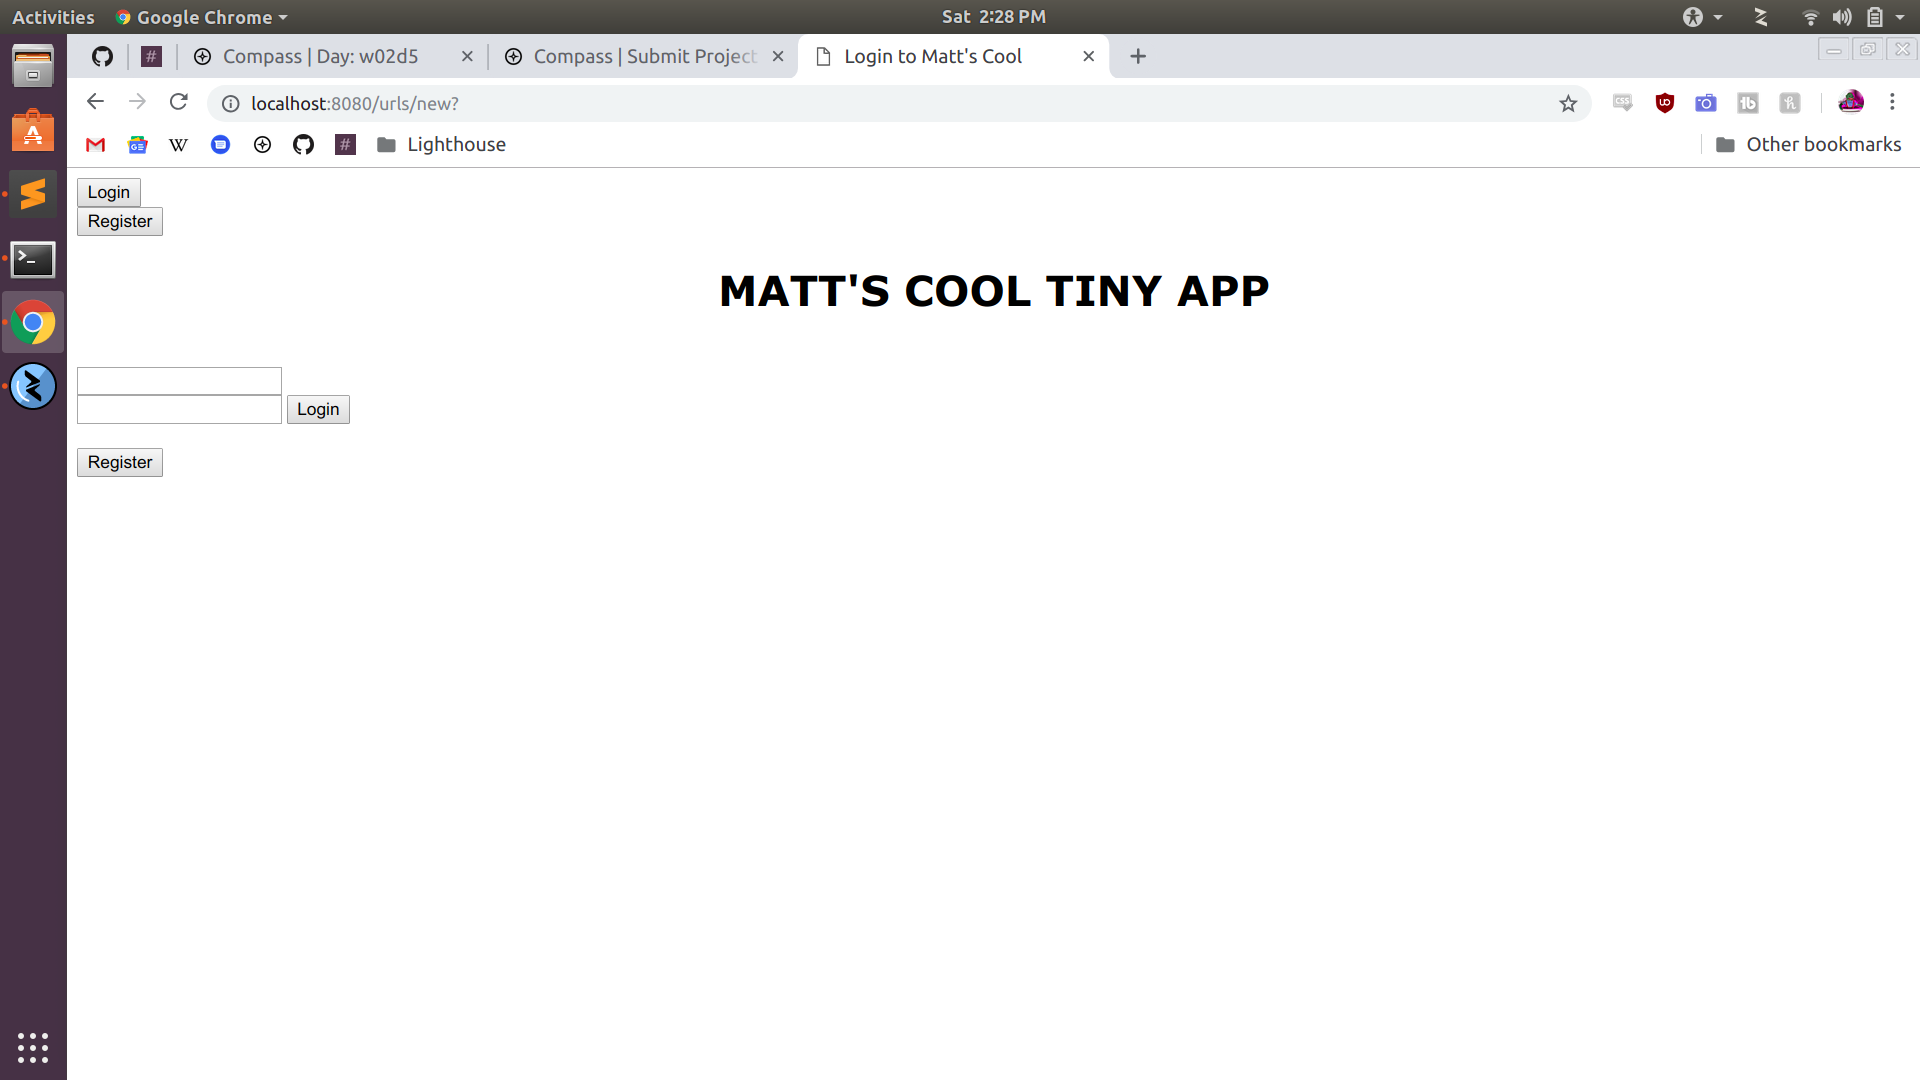 Activities Google Chrome Sat 2:28 PM
# Compass | Day: w02d5 Compass | Submit Project Login to Matt's Cool
localhost:8080/urls/new?
W # Lighthouse Other bookmarks
Login
Register
MATT'S COOL TINY APP
Login
Register